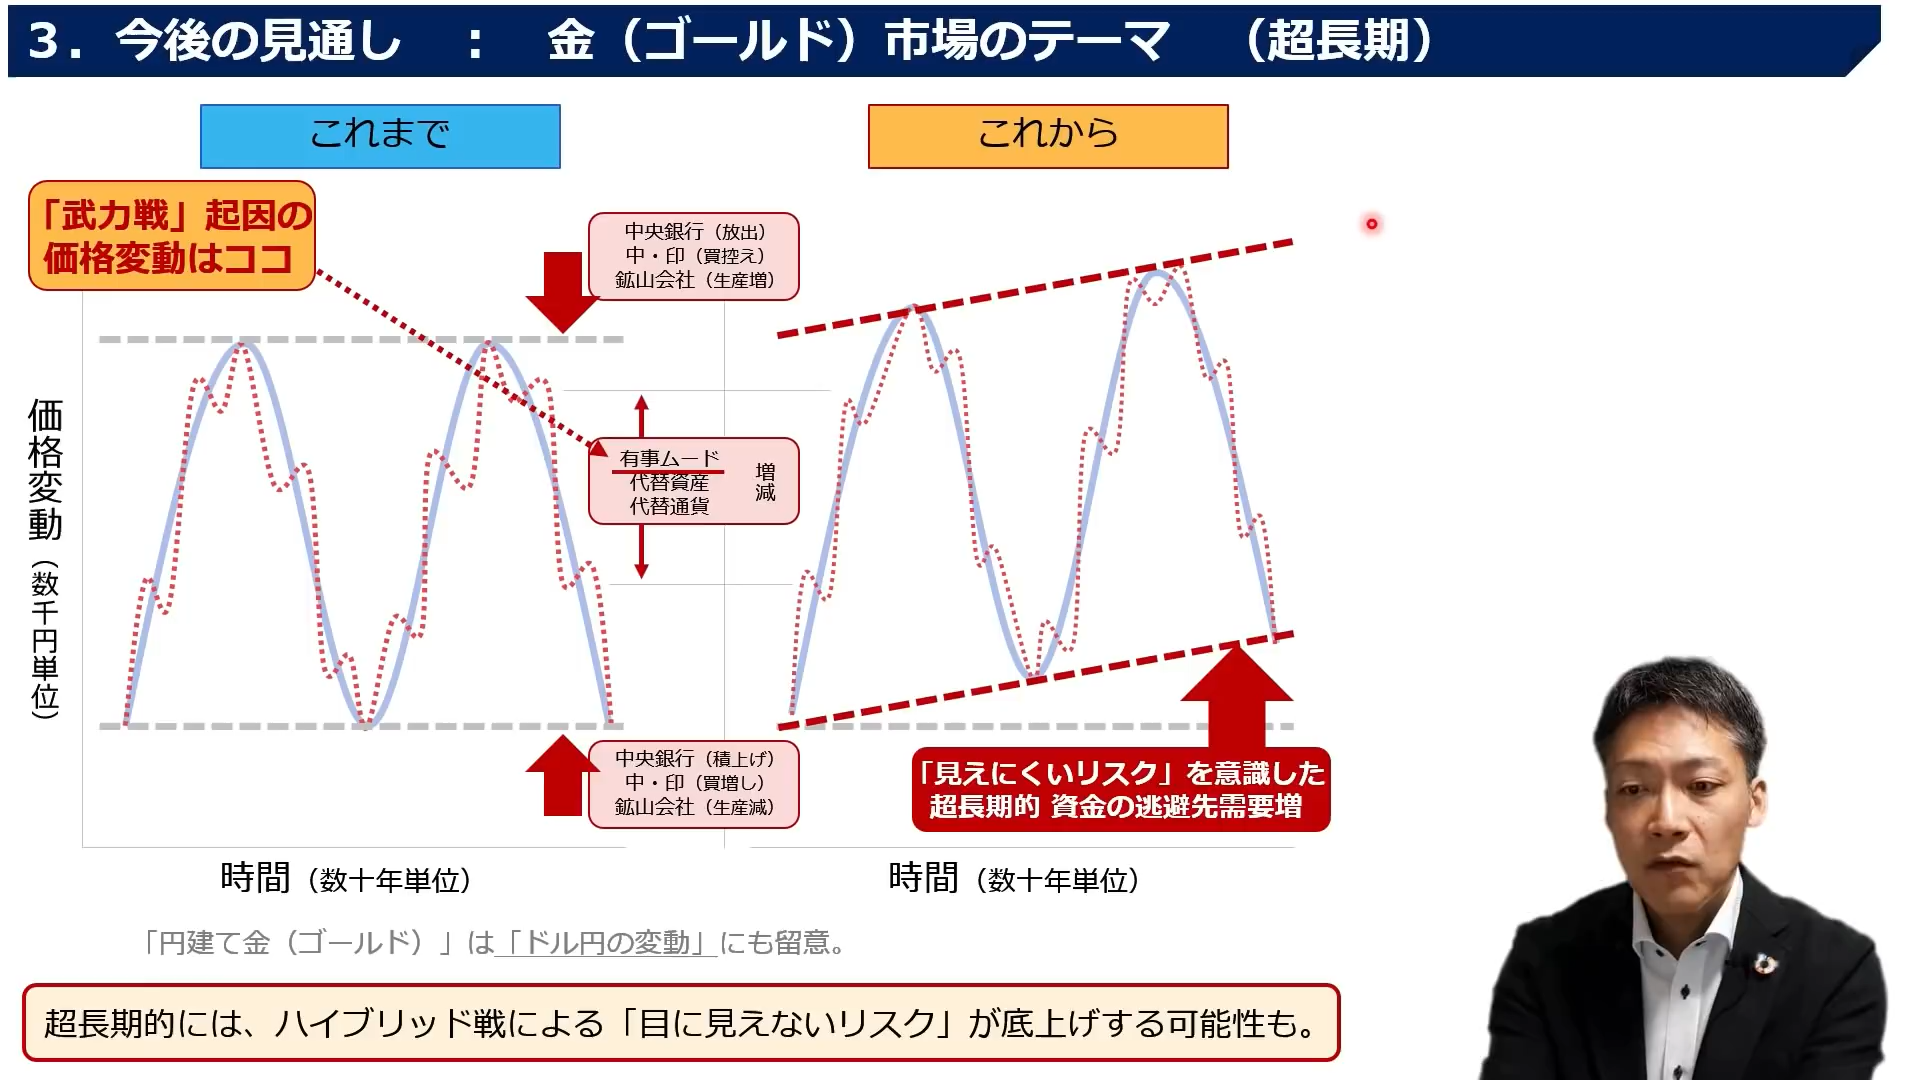 3．今後の見通し　：　金（ゴールド）市場のテーマ　（超長期）
これまで
これから
「武力戦」起因の
価格変動はココ
中央銀行（放出）
中・印（買控え）
鉱山会社（生産増）
有事ムード
代替資産
代替通貨
増
減
中央銀行（積上げ）
中・印（買増し）
鉱山会社（生産減）
価格変動（数千円単位）
「見えにくいリスク」を意識した
超長期的 資金の逃避先需要増
時間（数十年単位）
時間（数十年単位）
「円建て金（ゴールド）」は「ドル円の変動」にも留意。
超長期的には、ハイブリッド戦による「目に見えないリスク」が底上げする可能性も。